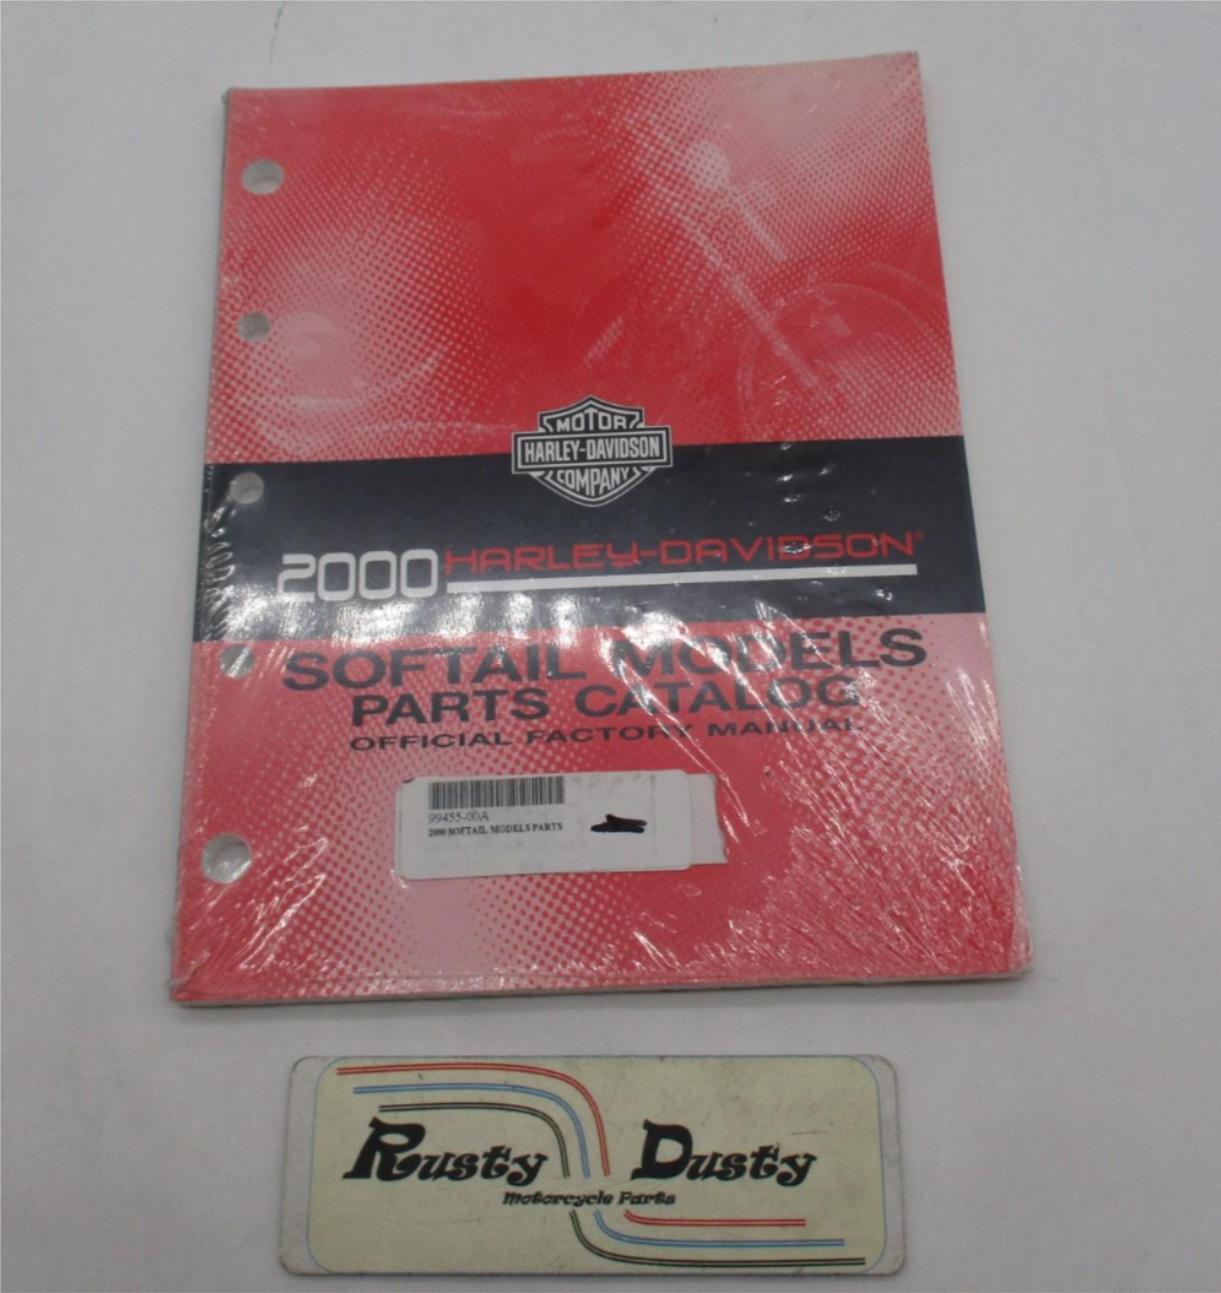 MOTOR
HARLEY-DAVIDSON
COMPANY
2000 HARLEY-DAVIDSON®
SOFTAIL MODELS
PARTS CATALOG
OFFICIAL FACTORY MANUAL
99455-00A
2000 SOFTAIL MODELS PARTS
Rusty Dusty
Motorcycle Parts